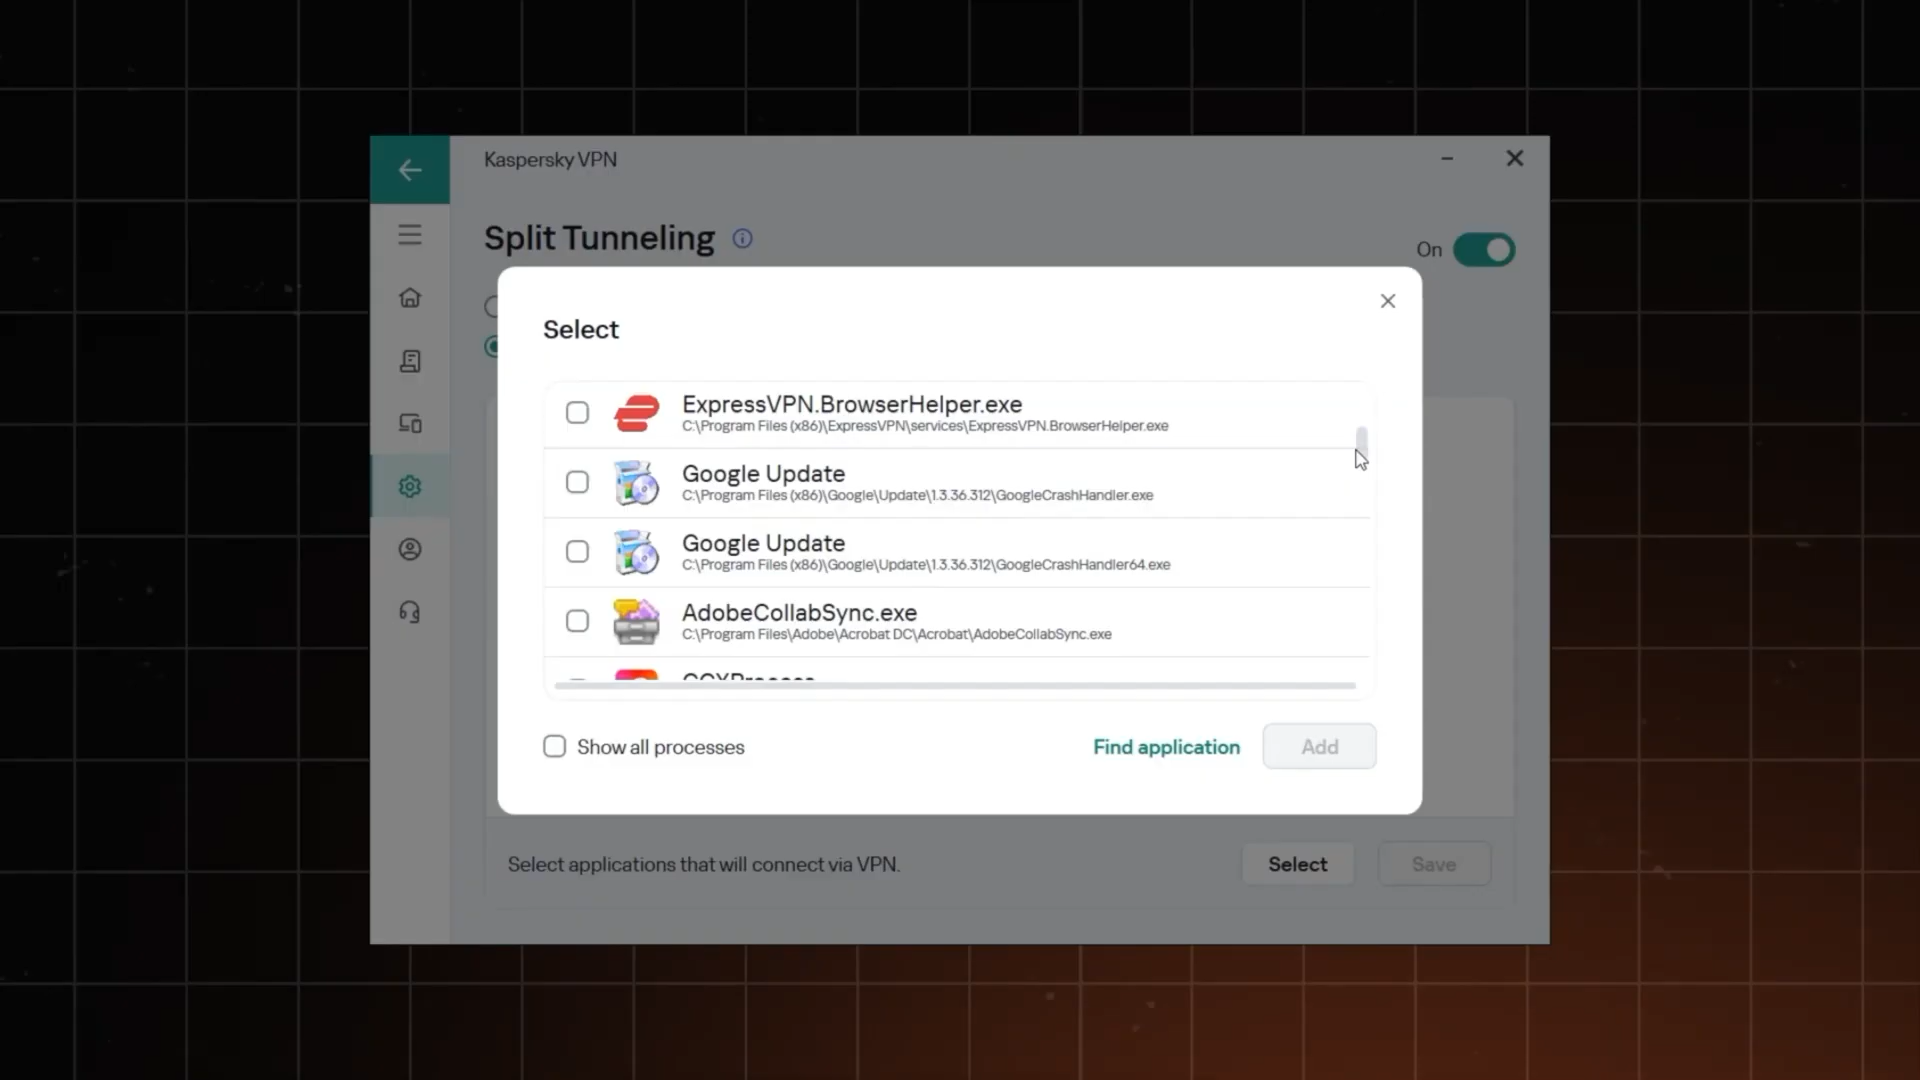 Kaspersky VPN
Split Tunneling
On
Select
ExpressVPN.BrowserHelper.exe
C:\Program Files (x86)\ExpressVPN\services\ExpressVPN.BrowserHelper.exe
Google Update
C:\Program Files (x86)\Google\Update\1.3.36.312\GoogleCrashHandler.exe
Google Update
C:\Program Files (x86)\Google\Update\1.3.36.312\GoogleCrashHandler64.exe
AdobeCollabSync.exe
C:\Program Files\Adobe\Acrobat DC\Acrobat\AdobeCollabSync.exe
CCXProcess
Show all processes
Find application
Add
Select applications that will connect via VPN.
Select
Save